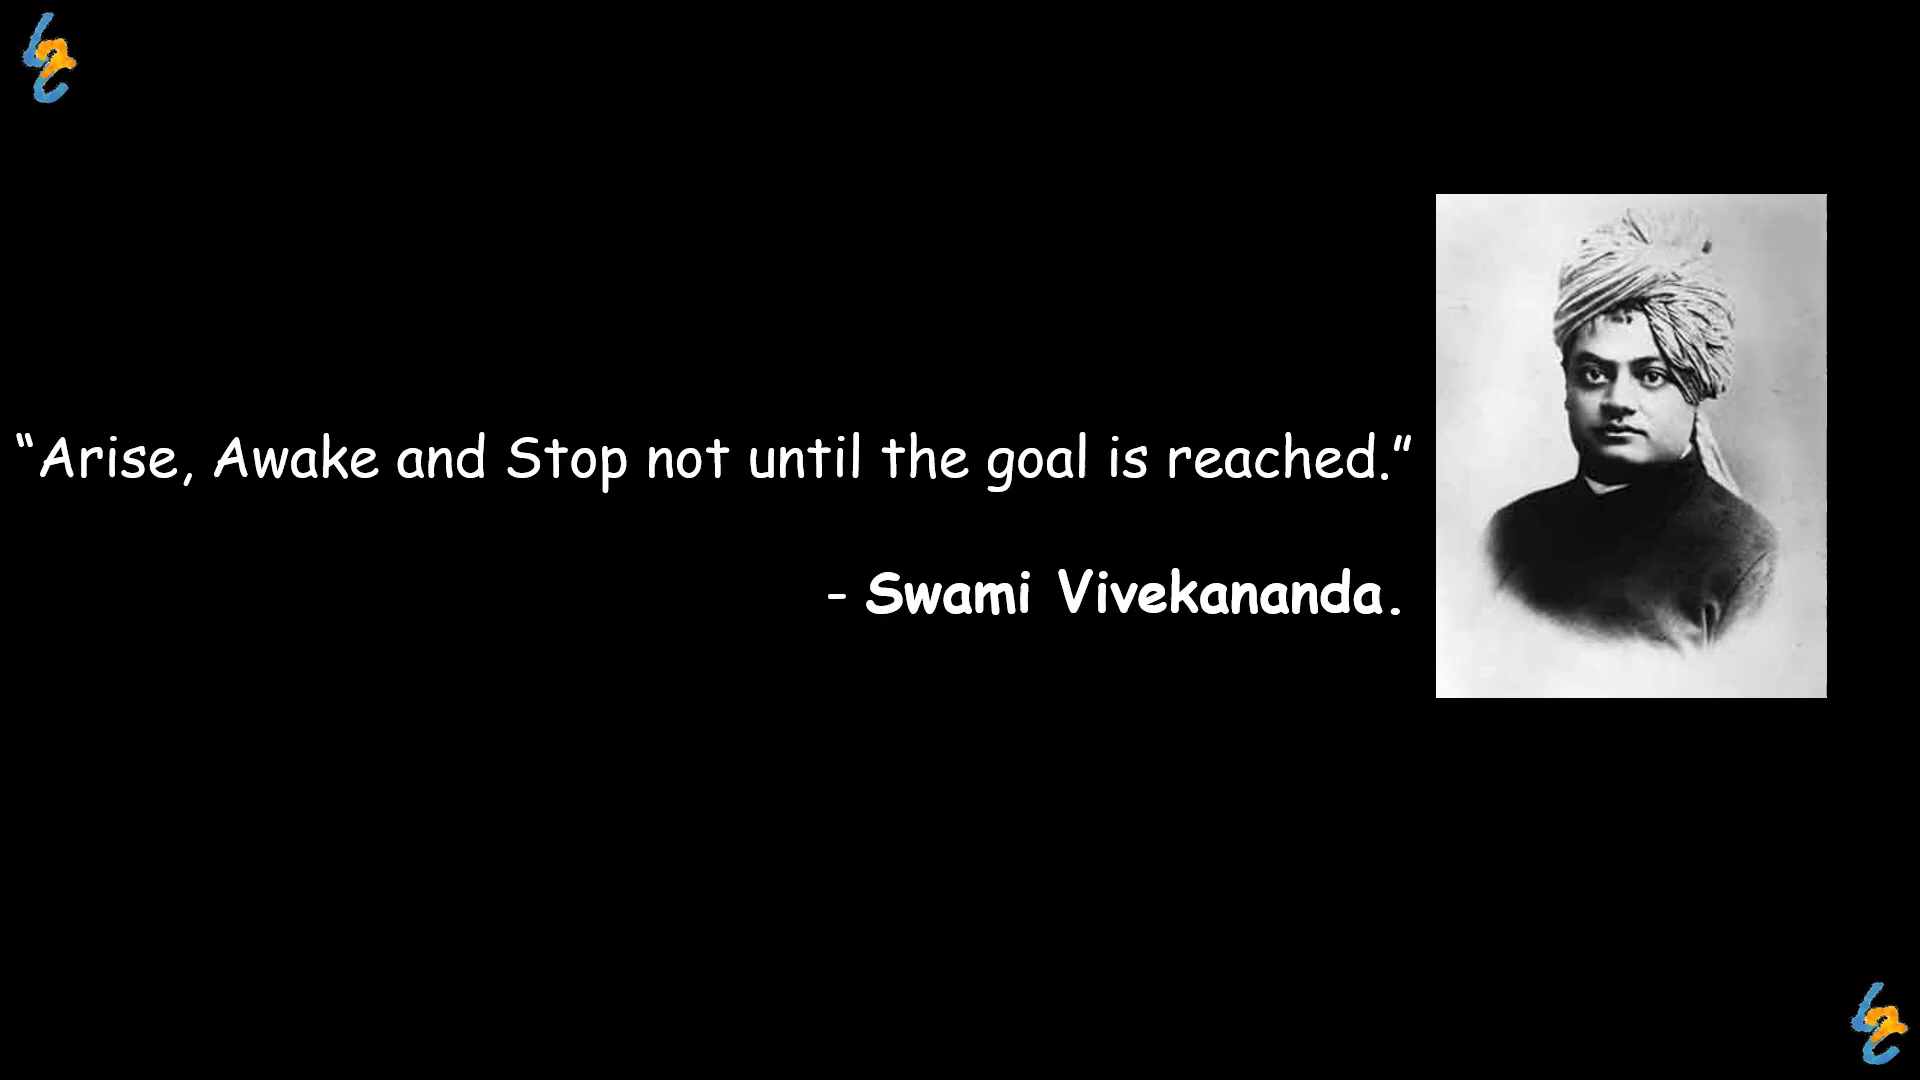 “Arise, Awake and Stop not until the goal is reached.”
- Swami Vivekananda.